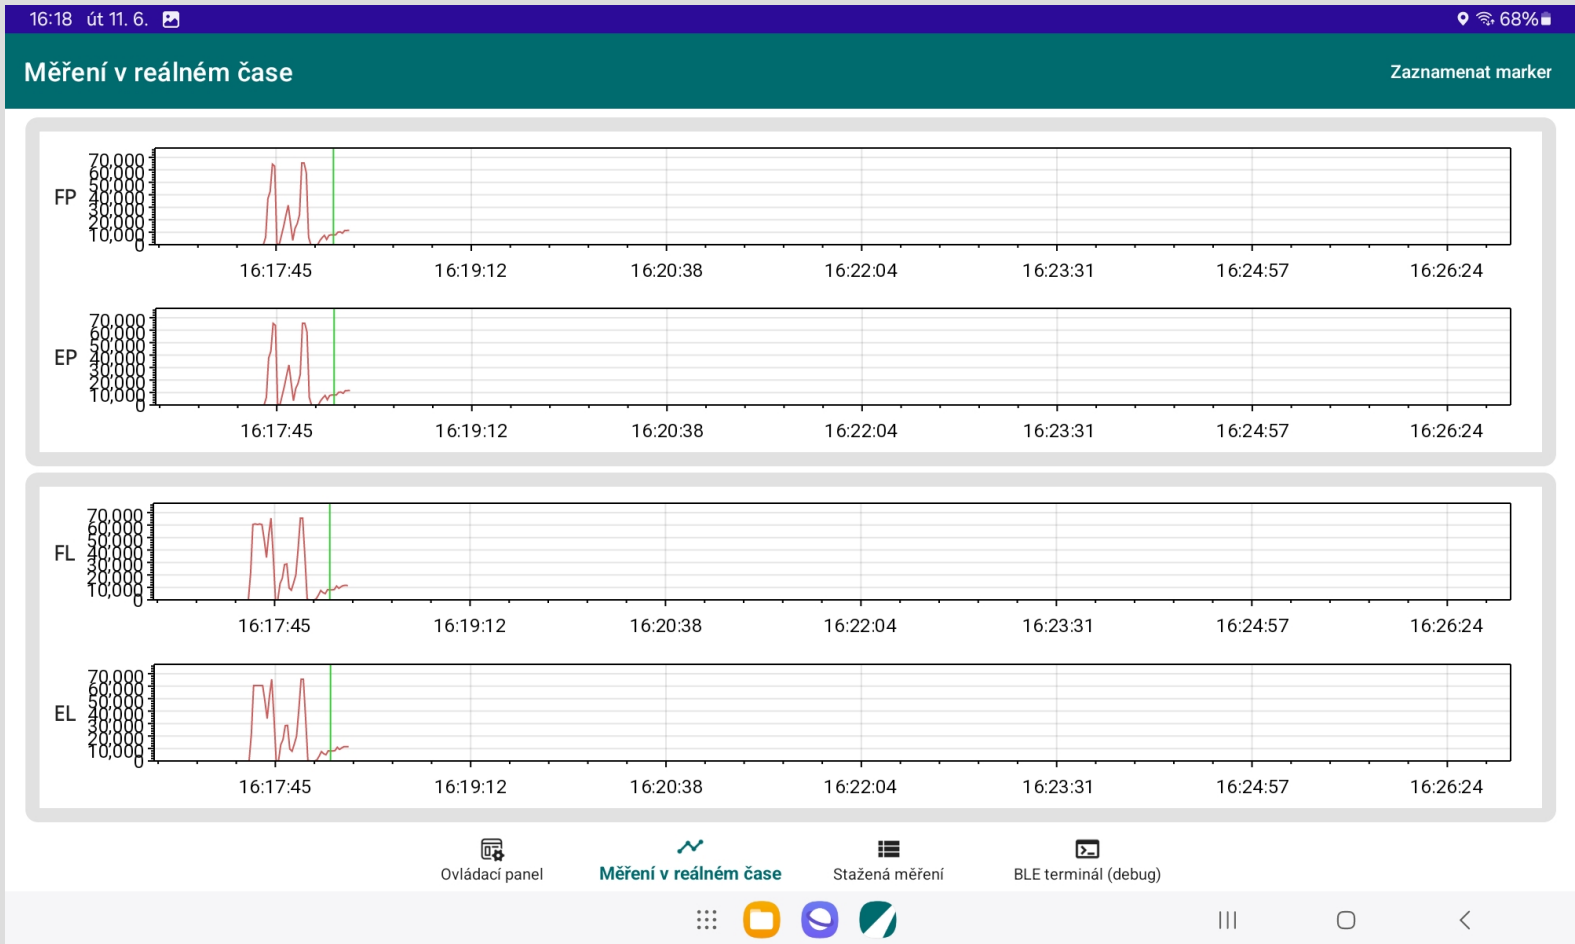 16:18 út 11. 6. 68%
Měření v reálném čase Zaznamenat marker
FP
70,000
60,000
50,000
40,000
30,000
20,000
10,000
0
16:17:45 16:19:12 16:20:38 16:22:04 16:23:31 16:24:57 16:26:24
EP
70,000
60,000
50,000
40,000
30,000
20,000
10,000
0
16:17:45 16:19:12 16:20:38 16:22:04 16:23:31 16:24:57 16:26:24
FL
70,000
60,000
50,000
40,000
30,000
20,000
10,000
0
16:17:45 16:19:12 16:20:38 16:22:04 16:23:31 16:24:57 16:26:24
EL
70,000
60,000
50,000
40,000
30,000
20,000
10,000
0
16:17:45 16:19:12 16:20:38 16:22:04 16:23:31 16:24:57 16:26:24
Ovládací panel Měření v reálném čase Stažená měření BLE terminál (debug)